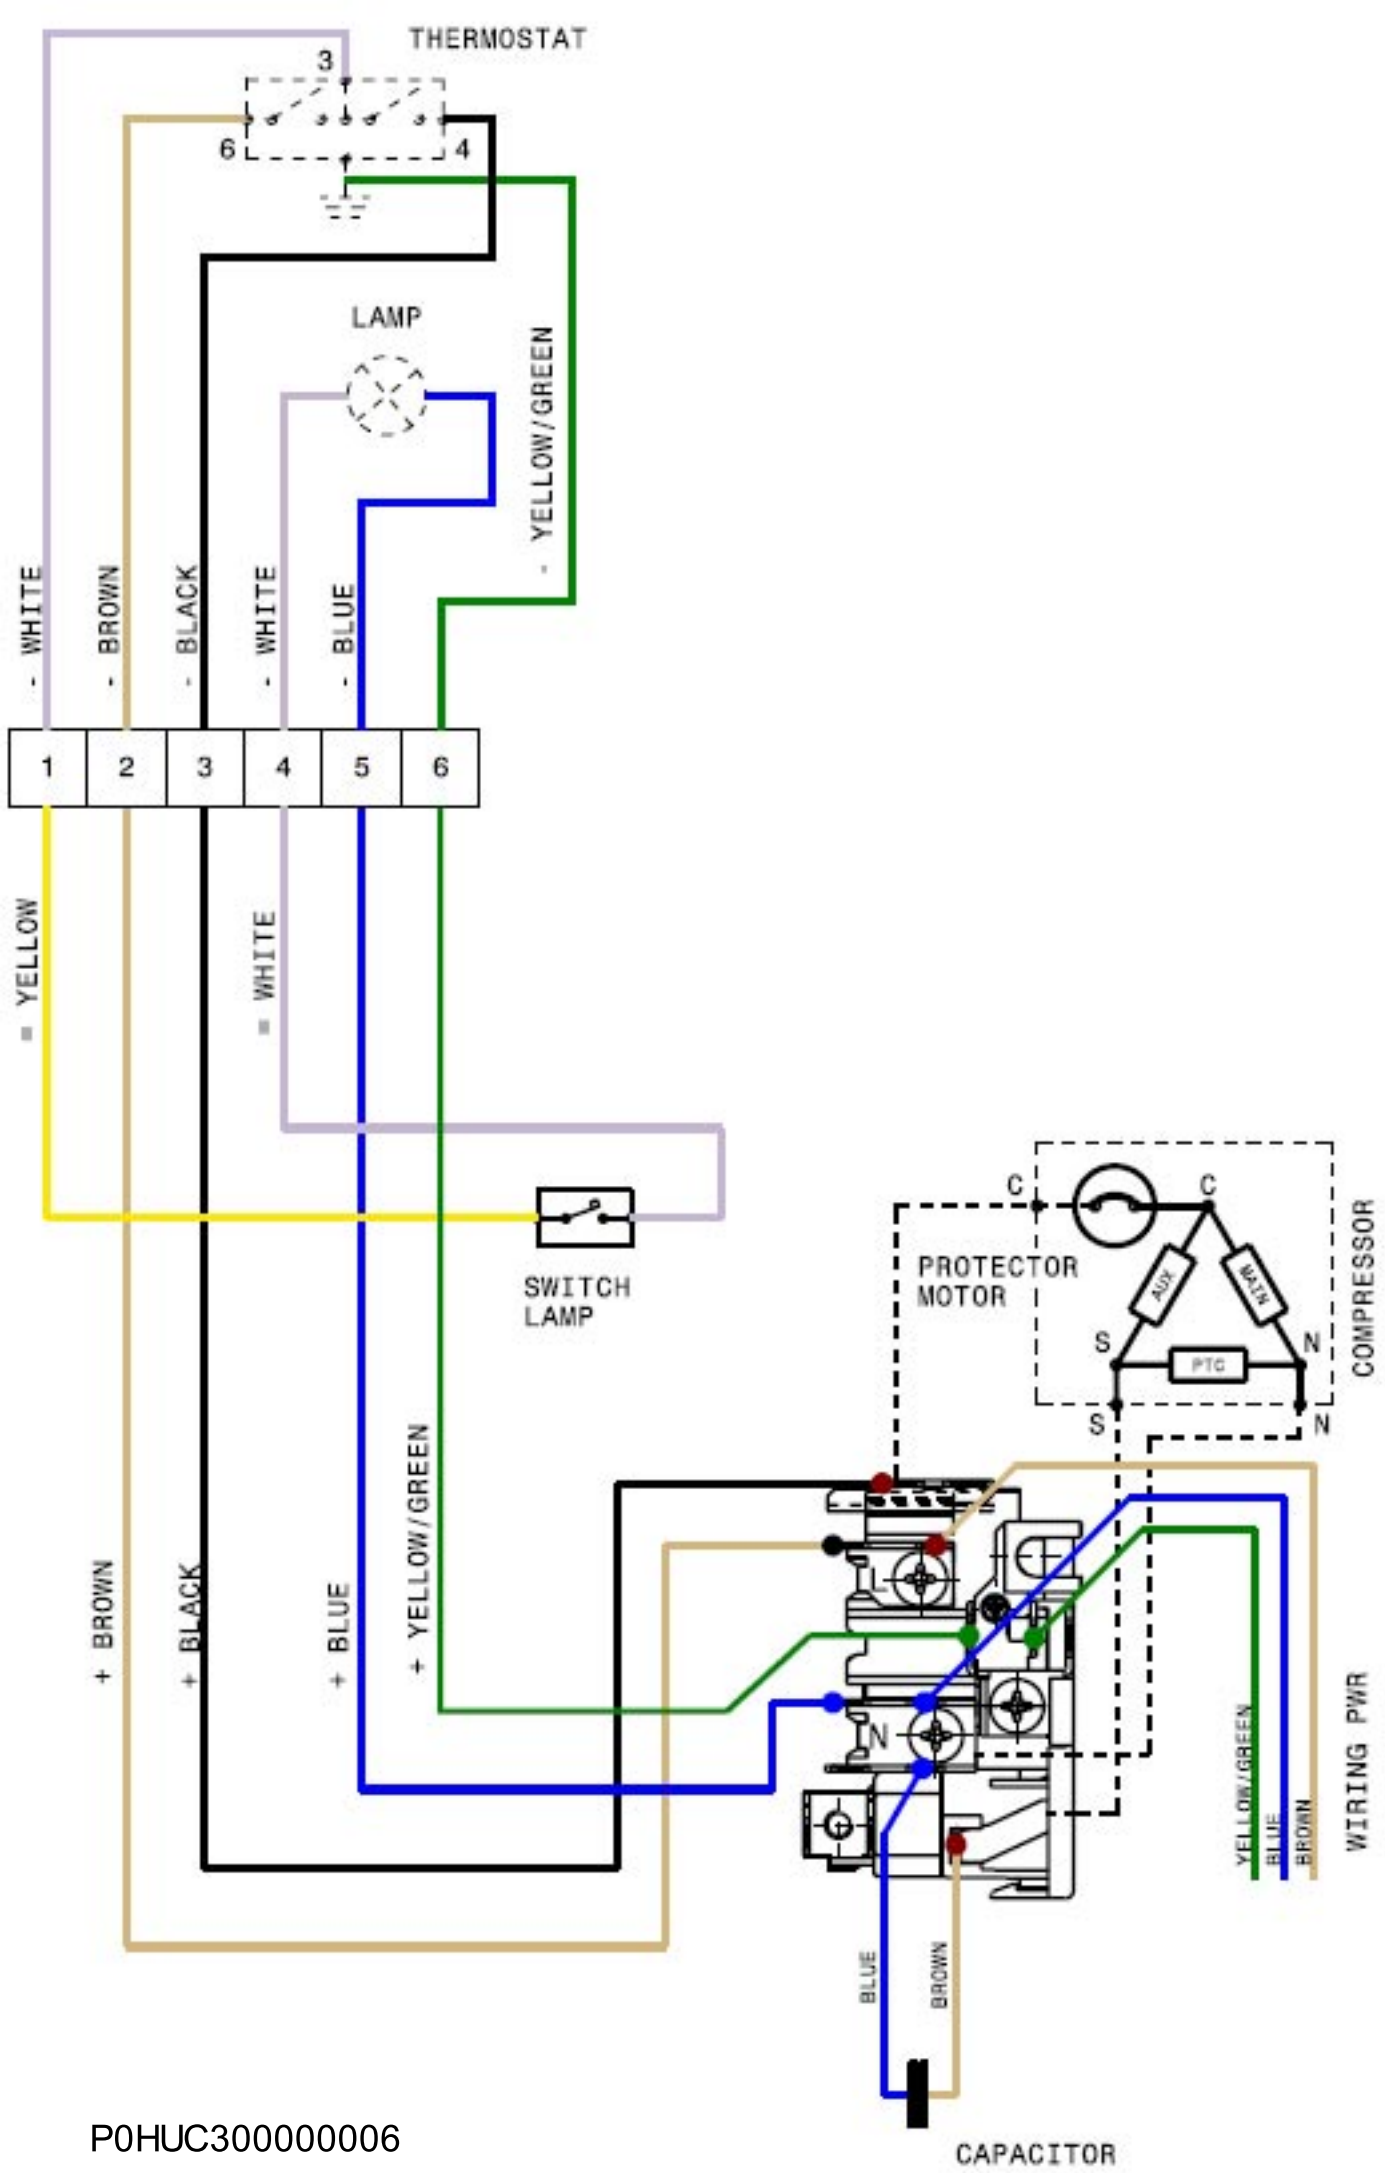 THERMOSTAT
3
6
4
LAMP
- YELLOW/GREEN
- WHITE
- BROWN
- BLACK
- WHITE
- BLUE
1 2 3 4 5 6
= YELLOW
= WHITE
SWITCH
LAMP
C
C
PROTECTOR
MOTOR
AUX
MAIN
S
N
PTC
S
N
COMPRESSOR
+ BROWN
+ BLACK
+ BLUE
+ YELLOW/GREEN
L
N
YELLOW/GREEN
BLUE
BROWN
WIRING PWR
BLUE
BROWN
P0HUC300000006
CAPACITOR